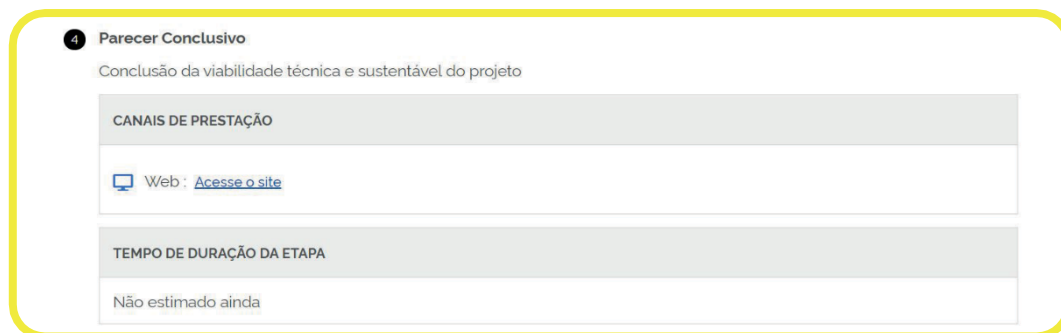 4 Parecer Conclusivo
Conclusão da viabilidade técnica e sustentável do projeto
CANAIS DE PRESTAÇÃO
Web : Acesse o site
TEMPO DE DURAÇÃO DA ETAPA
Não estimado ainda